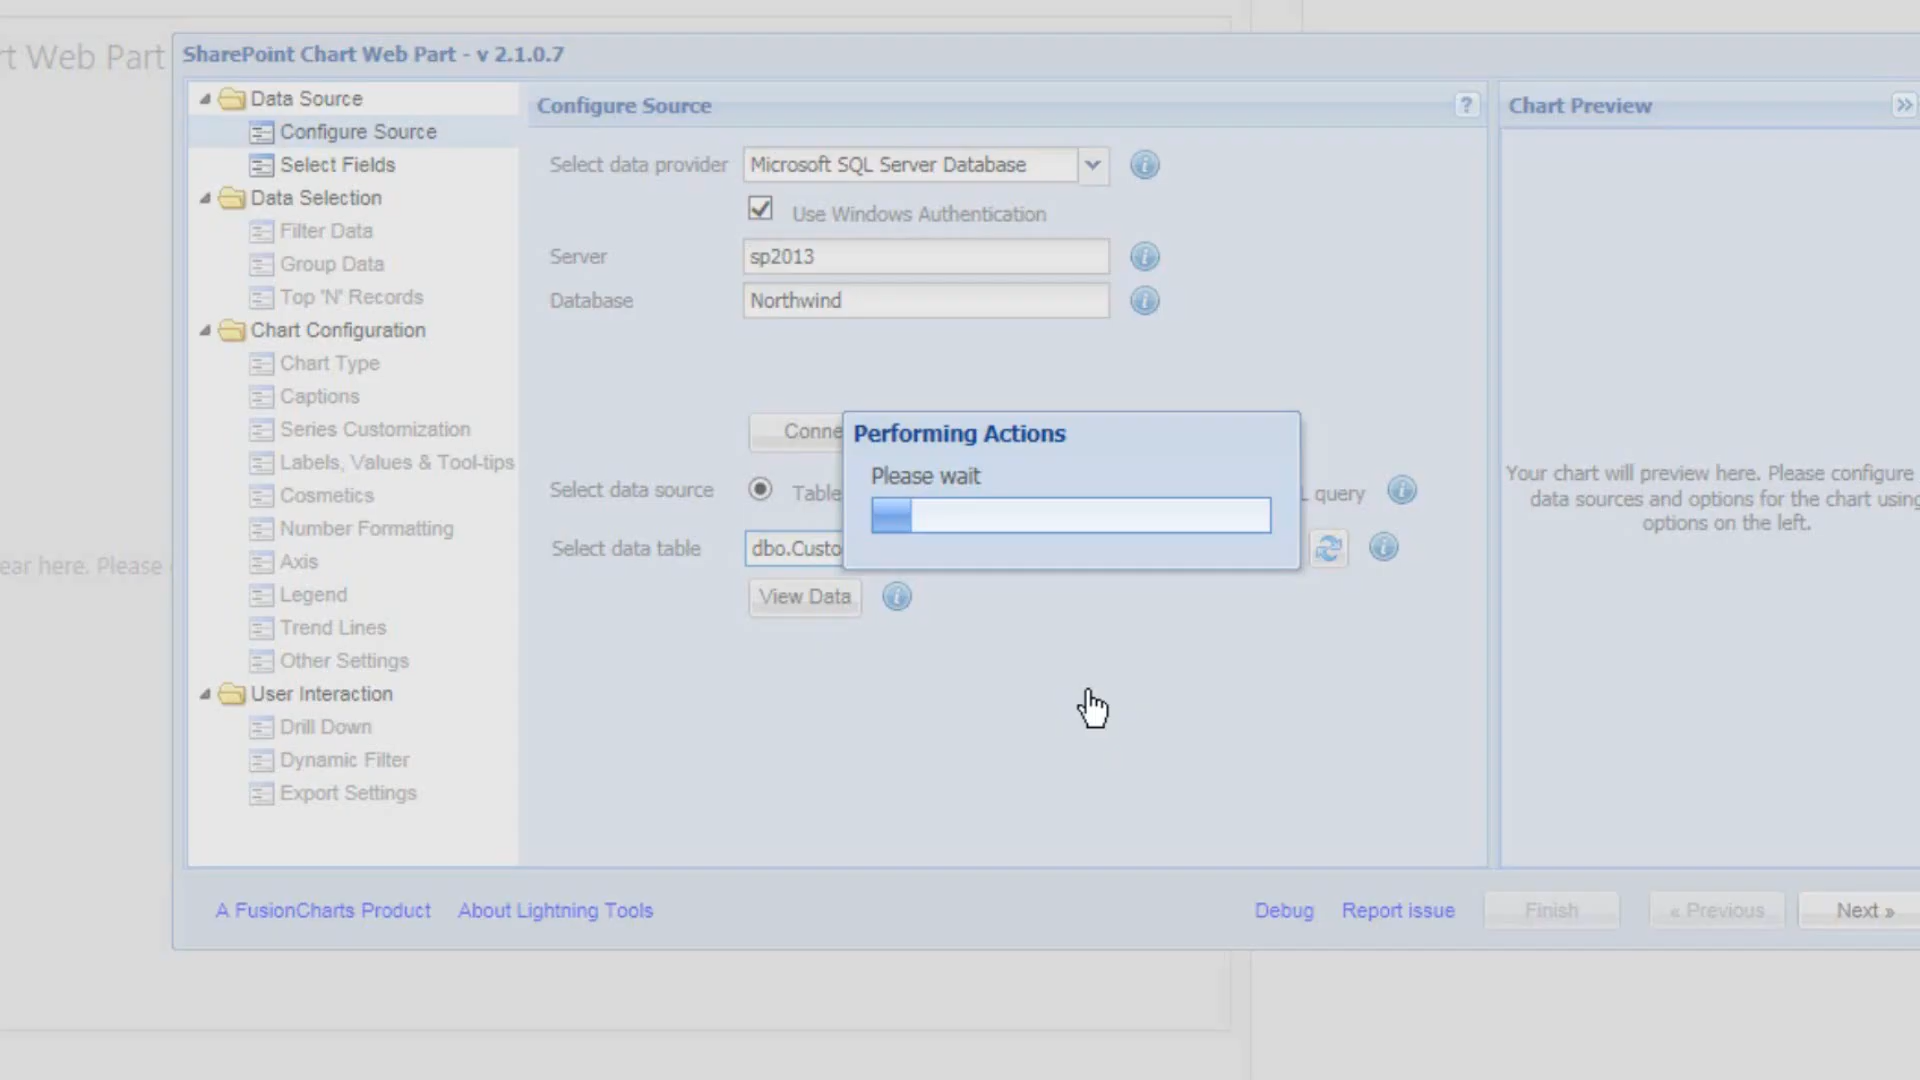 rt Web Part
SharePoint Chart Web Part - v 2.1.0.7
Data Source
Configure Source
Select Fields
Data Selection
Filter Data
Group Data
Top 'N' Records
Chart Configuration
Chart Type
Captions
Series Customization
Labels, Values & Tool-tips
Cosmetics
Number Formatting
Axis
Legend
Trend Lines
Other Settings
User Interaction
Drill Down
Dynamic Filter
Export Settings
Configure Source
?
Select data provider Microsoft SQL Server Database
Use Windows Authentication
Server sp2013
Database Northwind
Conne
Performing Actions
Please wait
Select data source Table L query
Select data table dbo.Custo
View Data
Chart Preview
Your chart will preview here. Please configure
data sources and options for the chart using
options on the left.
ear here. Please
A FusionCharts Product About Lightning Tools
Debug Report issue Finish « Previous Next »